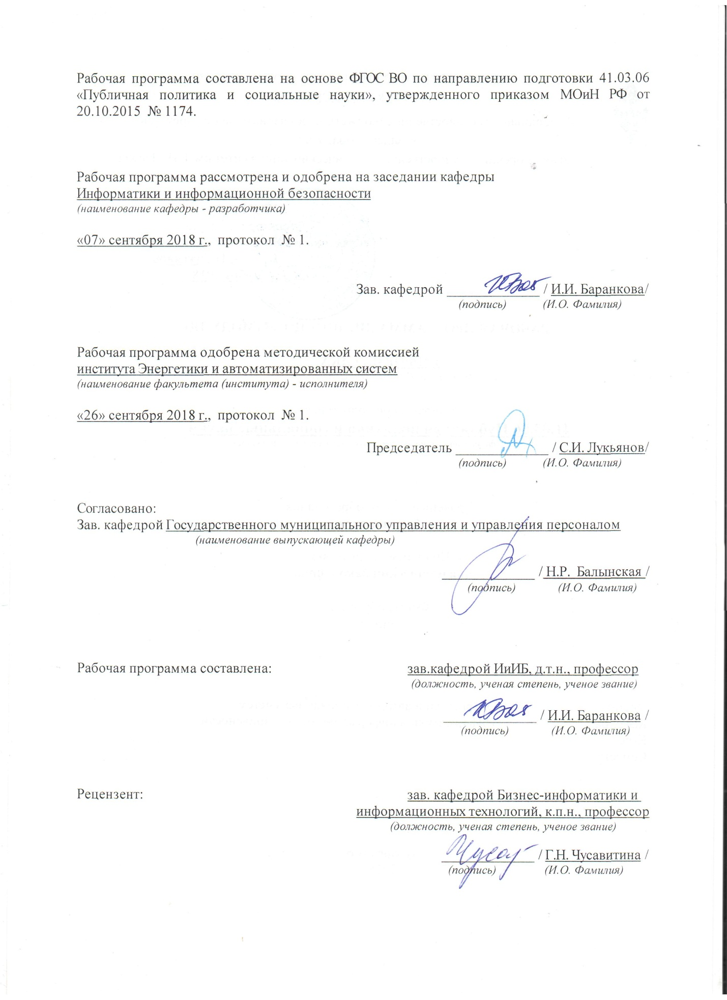 Рабочая программа составлена на основе ФГОС ВО по направлению подготовки 41.03.06
«Публичная политика и социальные науки», утвержденного приказом МОиН РФ от
20.10.2015 № 1174.
Рабочая программа рассмотрена и одобрена на заседании кафедры
Информатики и информационной безопасности
(наименование кафедры - разработчика)
«07» сентября 2018 г., протокол № 1.
Зав. кафедрой _____________ / И.И. Баранкова/
(подпись) (И.О. Фамилия)
Рабочая программа одобрена методической комиссией
института Энергетики и автоматизированных систем
(наименование факультета (института) - исполнителя)
«26» сентября 2018 г., протокол № 1.
Председатель _____________ / С.И. Лукьянов/
(подпись) (И.О. Фамилия)
Согласовано:
Зав. кафедрой Государственного муниципального управления и управления персоналом
(наименование выпускающей кафедры)
_____________ / Н.Р. Балынская /
(подпись) (И.О. Фамилия)
Рабочая программа составлена: зав.кафедрой ИиИБ, д.т.н., профессор
(должность, ученая степень, ученое звание)
_____________ / И.И. Баранкова /
(подпись) (И.О. Фамилия)
Рецензент: зав. кафедрой Бизнес-информатики и
информационных технологий, к.п.н., профессор
(должность, ученая степень, ученое звание)
_____________ / Г.Н. Чусавитина /
(подпись) (И.О. Фамилия)